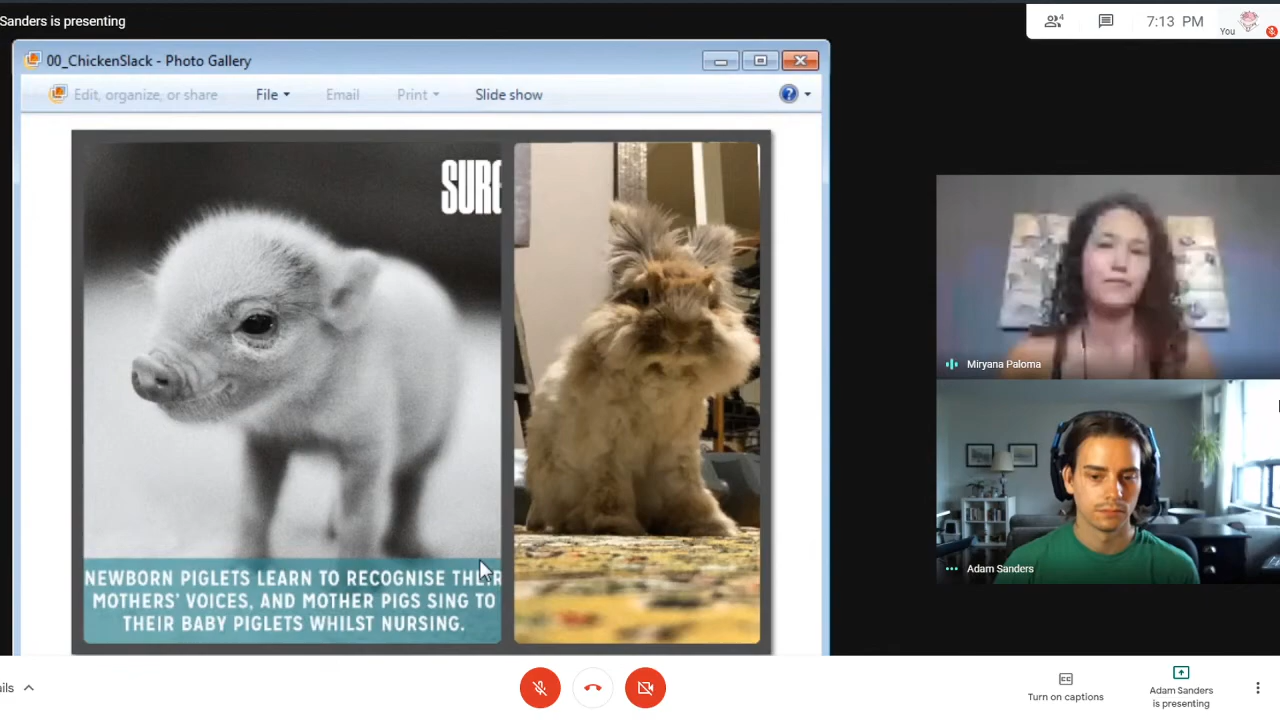 Sanders is presenting
4
7:13 PM
You
00_ChickenSlack - Photo Gallery
Edit, organize, or share
File
Email
Print
Slide show
?
SURG
NEWBORN PIGLETS LEARN TO RECOGNISE THEIR
MOTHERS' VOICES, AND MOTHER PIGS SING TO
THEIR BABY PIGLETS WHILST NURSING.
Miryana Paloma
Adam Sanders
ails
CC
Turn on captions
Adam Sanders
is presenting